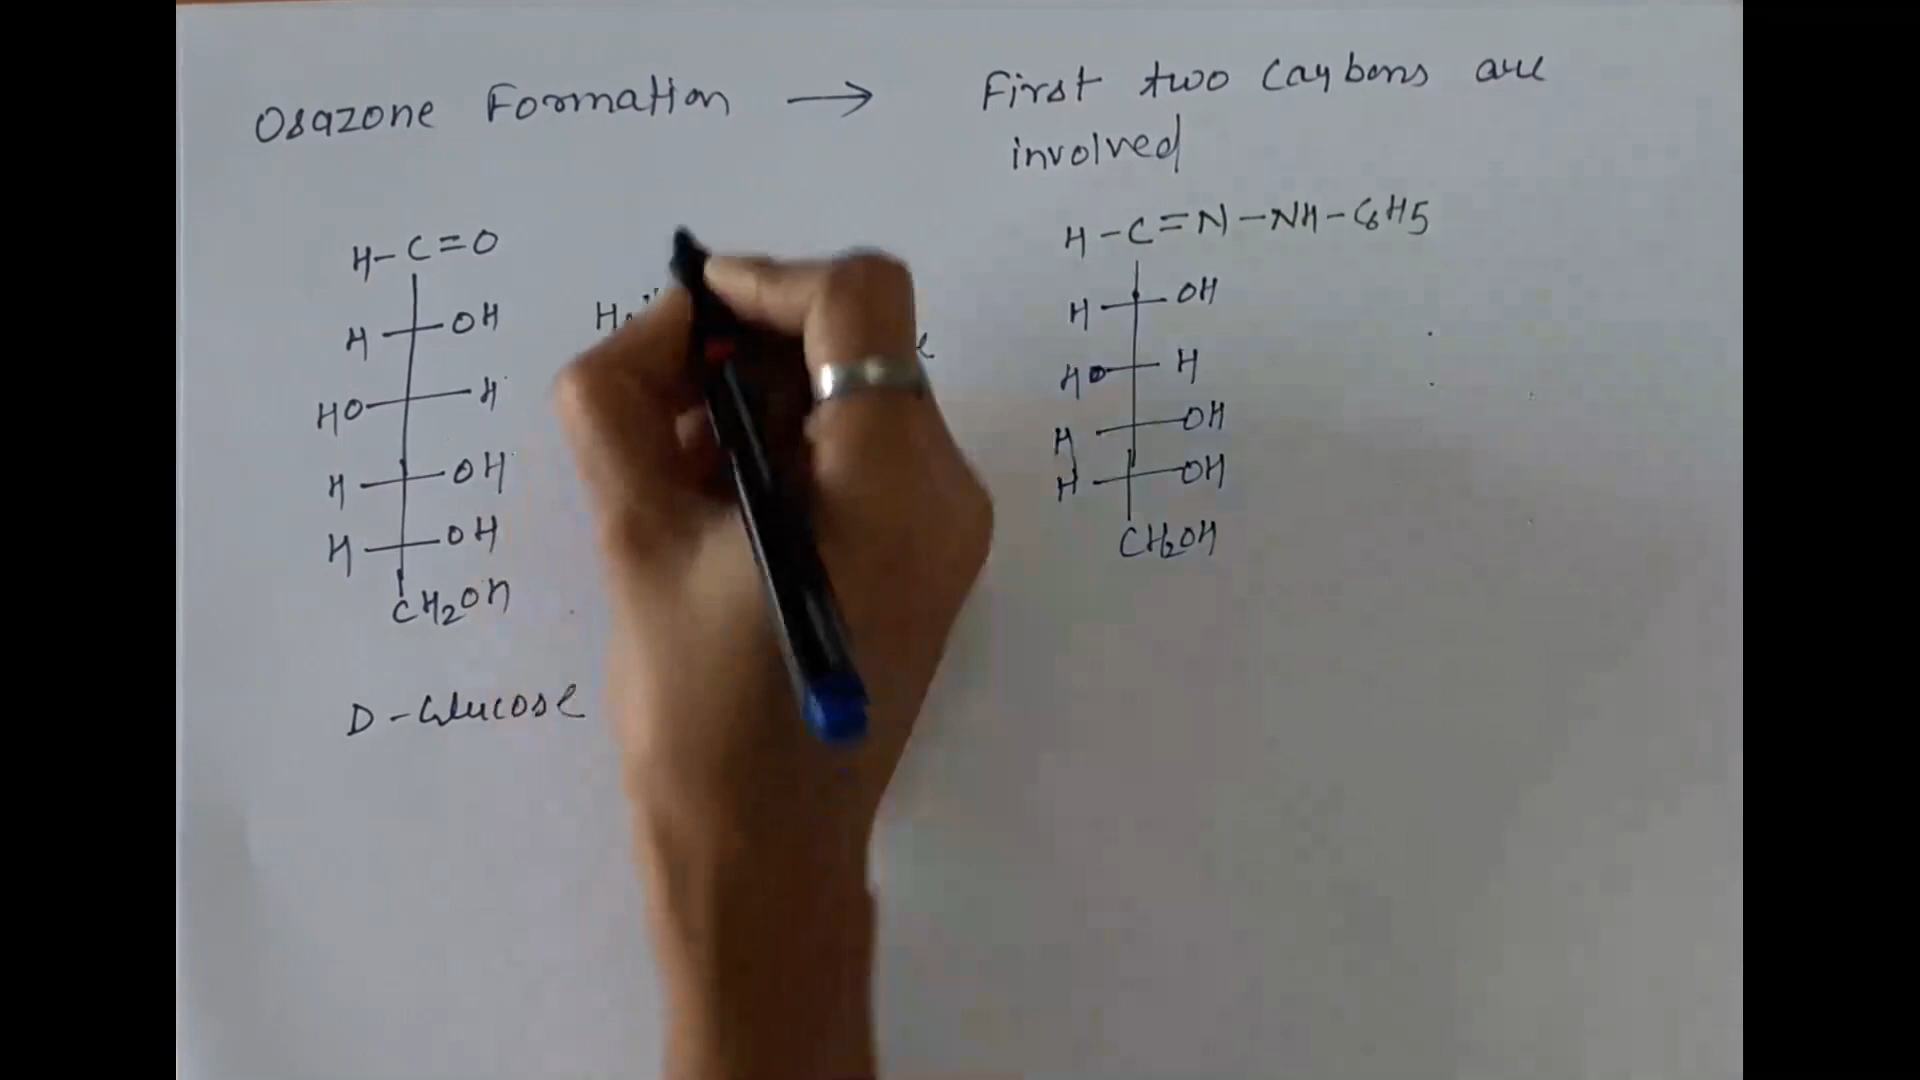 Osazone Formation → First two Carbons are
involved
H-C=O
H OH
HO H
H OH
H OH
CH2OH
D-Glucose
H-C=N-NH-C6H5
H OH
HO H
H OH
H OH
CH2OH